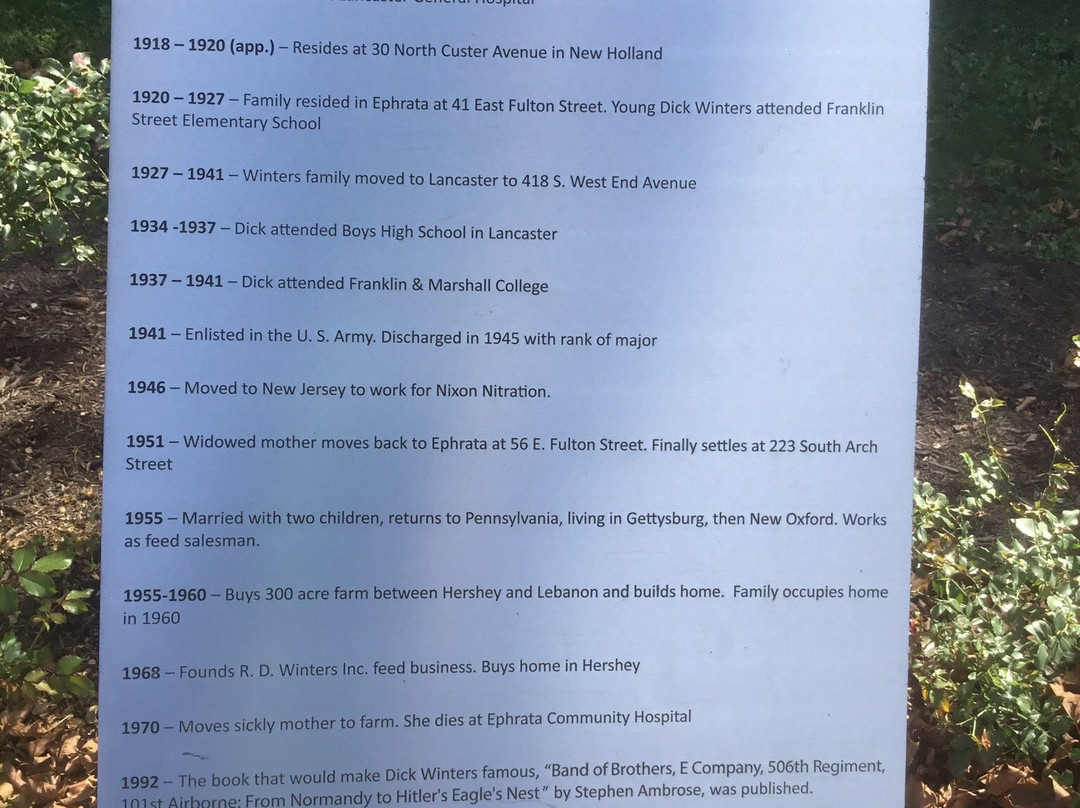 Lancaster General Hospital
1918 – 1920 (app.) – Resides at 30 North Custer Avenue in New Holland
1920 – 1927 – Family resided in Ephrata at 41 East Fulton Street. Young Dick Winters attended Franklin
Street Elementary School
1927 – 1941 – Winters family moved to Lancaster to 418 S. West End Avenue
1934 -1937 – Dick attended Boys High School in Lancaster
1937 – 1941 – Dick attended Franklin & Marshall College
1941 – Enlisted in the U. S. Army. Discharged in 1945 with rank of major
1946 – Moved to New Jersey to work for Nixon Nitration.
1951 – Widowed mother moves back to Ephrata at 56 E. Fulton Street. Finally settles at 223 South Arch
Street
1955 – Married with two children, returns to Pennsylvania, living in Gettysburg, then New Oxford. Works
as feed salesman.
1955-1960 – Buys 300 acre farm between Hershey and Lebanon and builds home. Family occupies home
in 1960
1968 – Founds R. D. Winters Inc. feed business. Buys home in Hershey
1970 – Moves sickly mother to farm. She dies at Ephrata Community Hospital
1992 – The book that would make Dick Winters famous, “Band of Brothers, E Company, 506th Regiment,
101st Airborne: From Normandy to Hitler's Eagle's Nest” by Stephen Ambrose, was published.